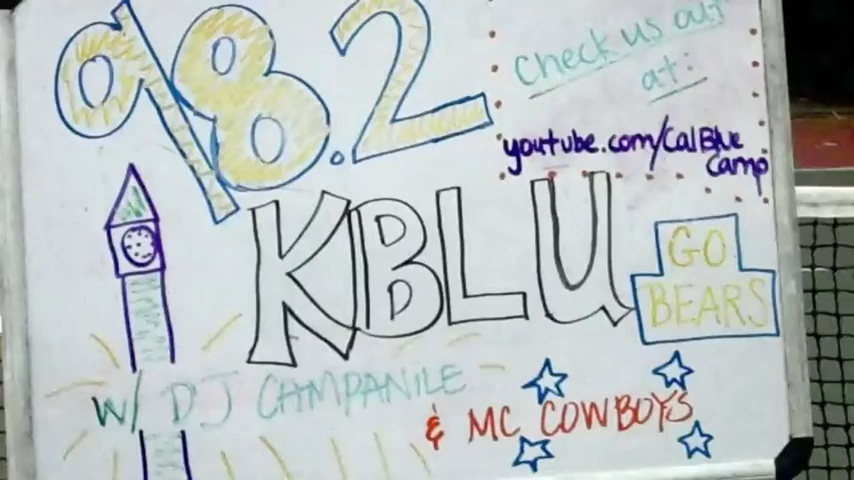 98.2
Check us out
at:
youtube.com/CalBlue
Camp
KBLU
GO
BEARS
w/ DJ CAMPANILE
& MC COWBOYS